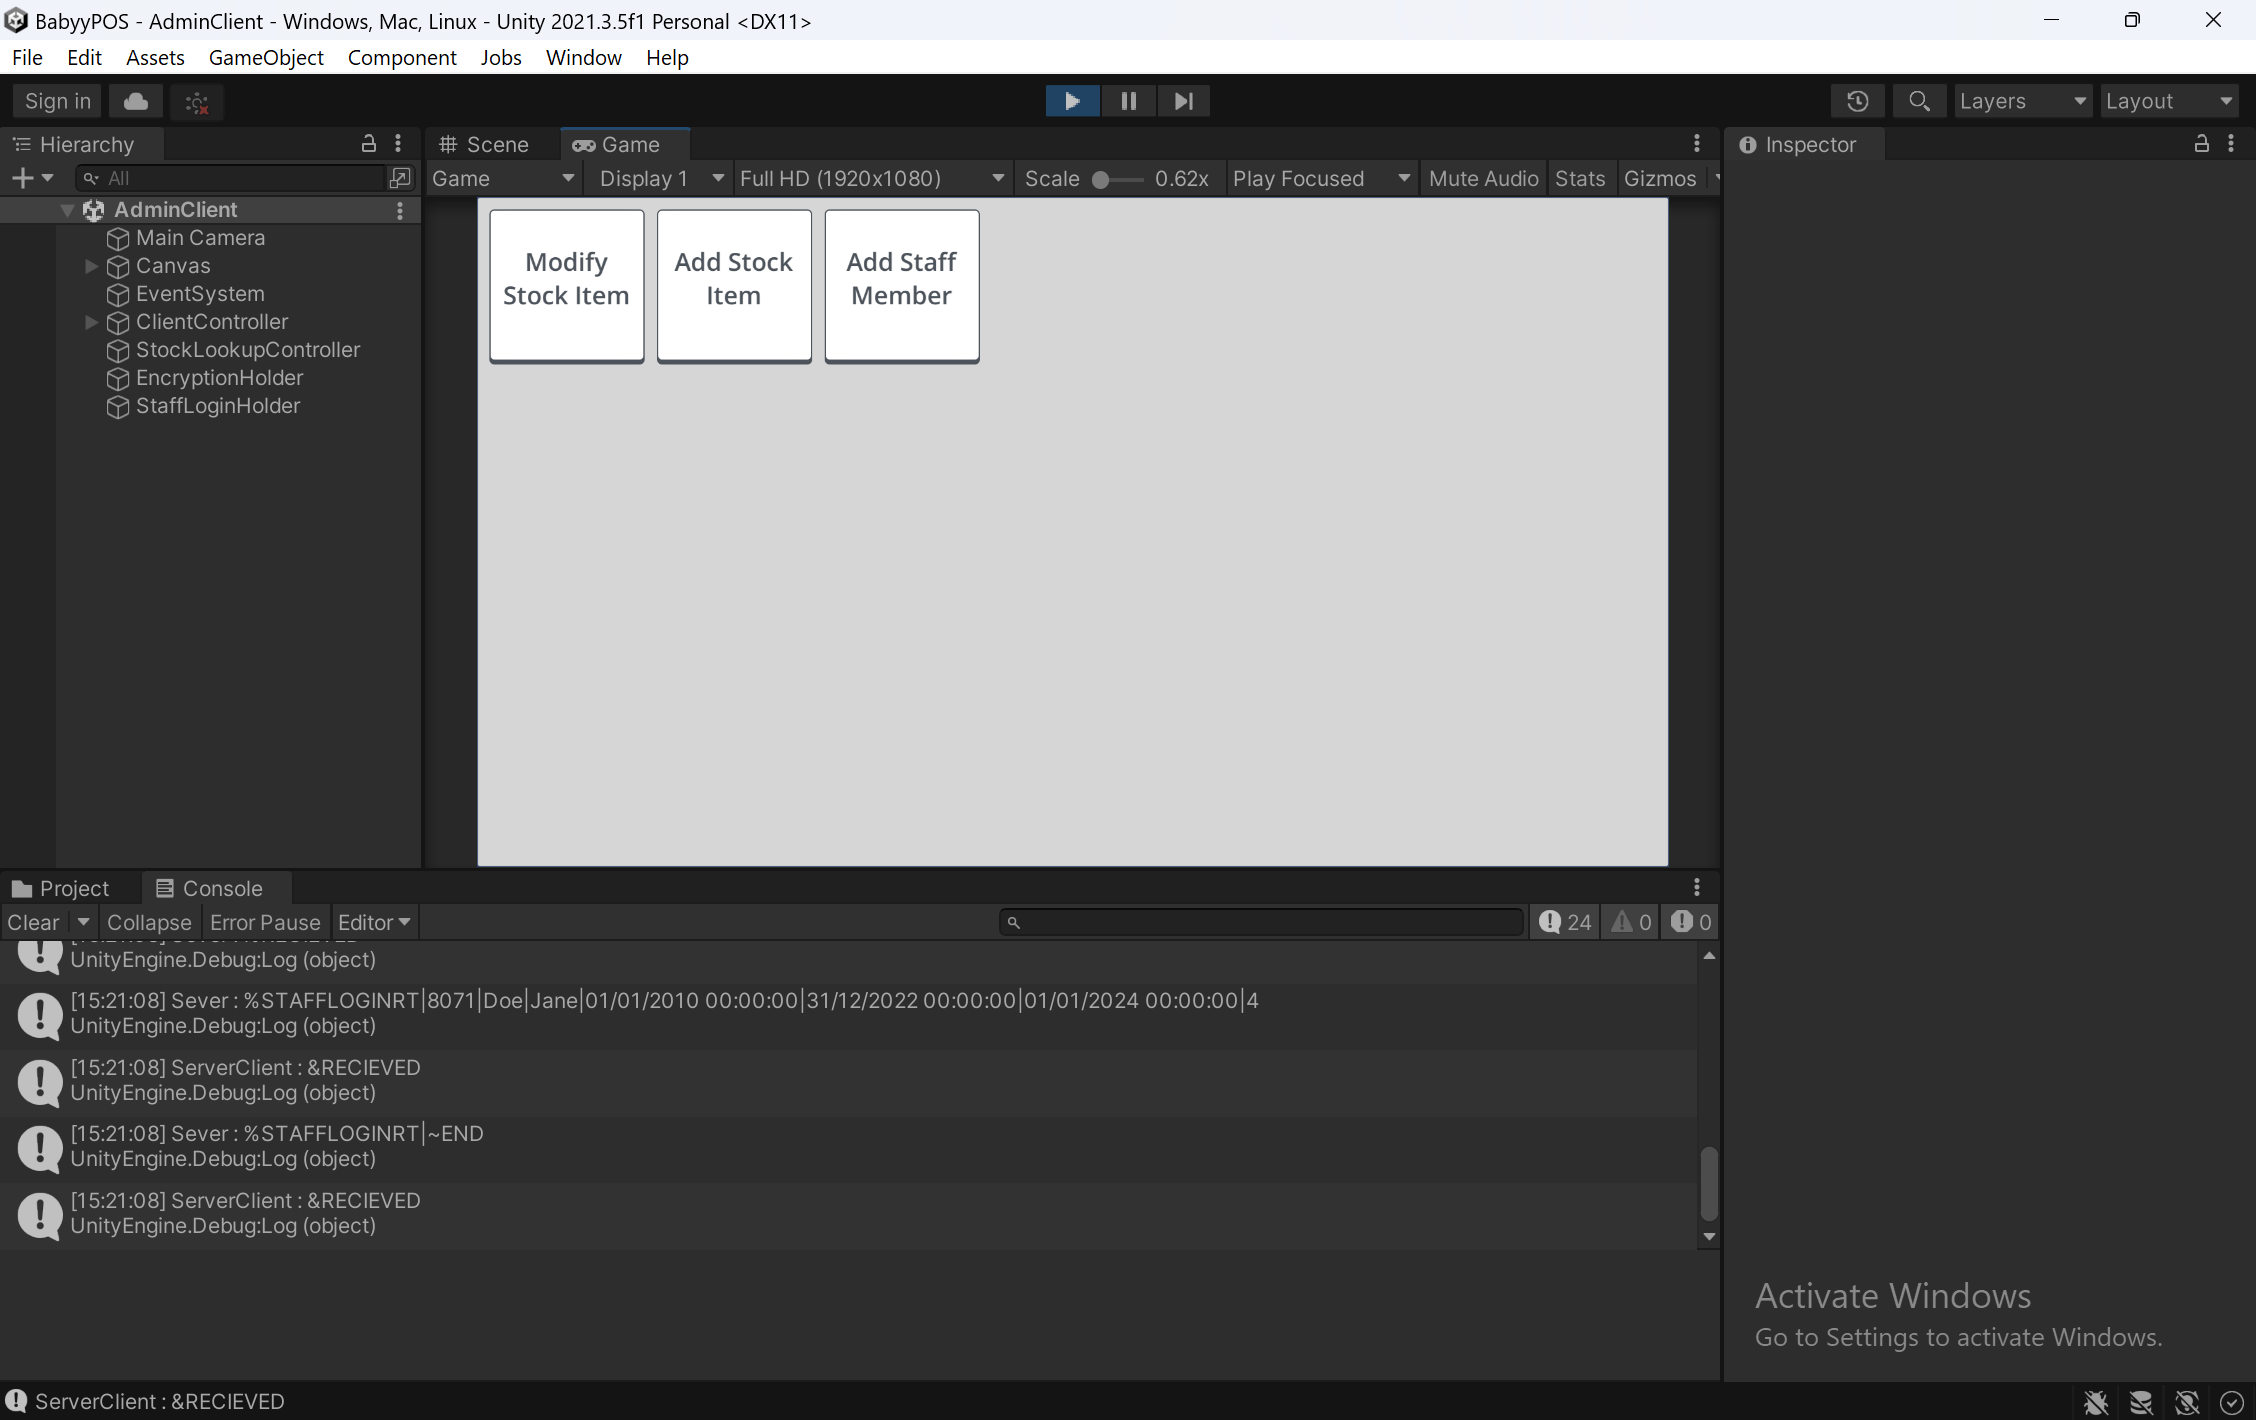 BabyyPOS - AdminClient - Windows, Mac, Linux - Unity 2021.3.5f1 Personal <DX11>
File Edit Assets GameObject Component Jobs Window Help
Sign in Layers Layout
Hierarchy Scene Game Inspector
All Game Display 1 Full HD (1920x1080) Scale 0.62x Play Focused Mute Audio Stats Gizmos
AdminClient
Main Camera
Canvas
EventSystem
ClientController
StockLookupController
EncryptionHolder
StaffLoginHolder
Modify
Stock Item
Add Stock
Item
Add Staff
Member
Project Console
Clear Collapse Error Pause Editor 24 0 0
UnityEngine.Debug:Log (object)
[15:21:08] Sever : %STAFFLOGINRT|8071|Doe|Jane|01/01/2010 00:00:00|31/12/2022 00:00:00|01/01/2024 00:00:00|4
UnityEngine.Debug:Log (object)
[15:21:08] ServerClient : &RECIEVED
UnityEngine.Debug:Log (object)
[15:21:08] Sever : %STAFFLOGINRT|~END
UnityEngine.Debug:Log (object)
[15:21:08] ServerClient : &RECIEVED
UnityEngine.Debug:Log (object)
Activate Windows
Go to Settings to activate Windows.
ServerClient : &RECIEVED